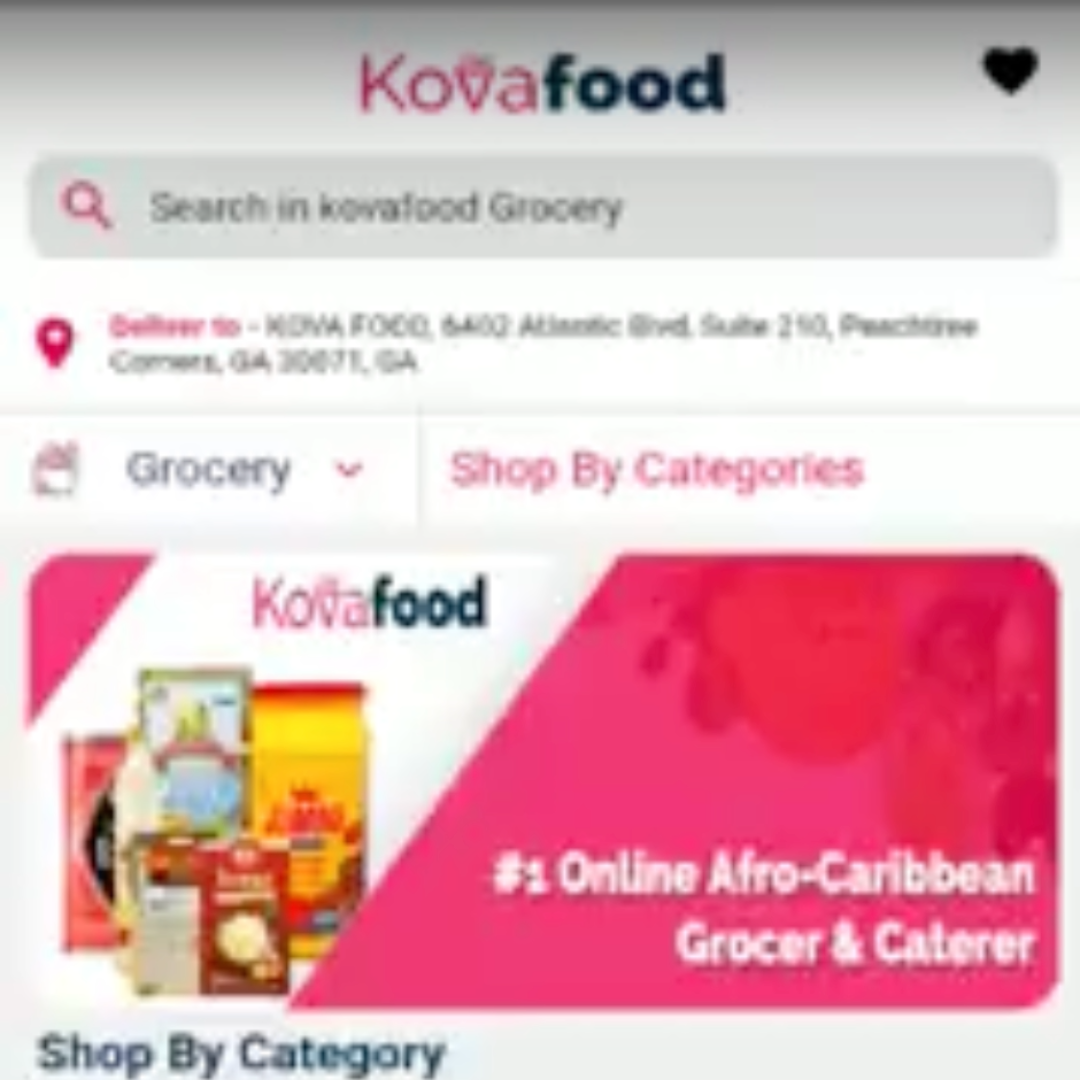 Kovafood
Search in kovafood Grocery
Deliver to - KOVA FOOD, 6402 Atlantic Blvd, Suite 210, Peachtree
Corners, GA 30071, GA
Grocery
Shop By Categories
Kovafood
#1 Online Afro-Caribbean
Grocer & Caterer
Shop By Category